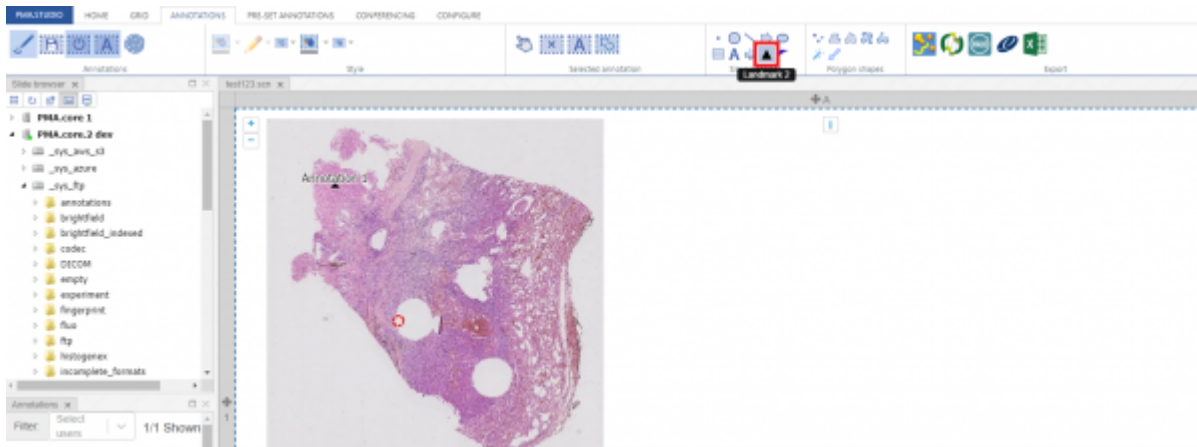 PMA.STUDIO HOME GRID ANNOTATIONS PRE-SET ANNOTATIONS CONFERENCING CONFIGURE
Annotations Style Selected annotation Polygon shapes Export
Landmark 2
Slide browser x test123.scn x
A
PMA.core 1
PMA.core.2 dev
_sys_aws_s3
_sys_azure
_sys_ftp
annotations
brightfield
brightfield_indexed
codec
DICOM
empty
experiment
fingerprint
fluo
ftp
histogenex
incomplete_formats
Annotation 1
Annotations x
1
Filter: Select users 1/1 Shown